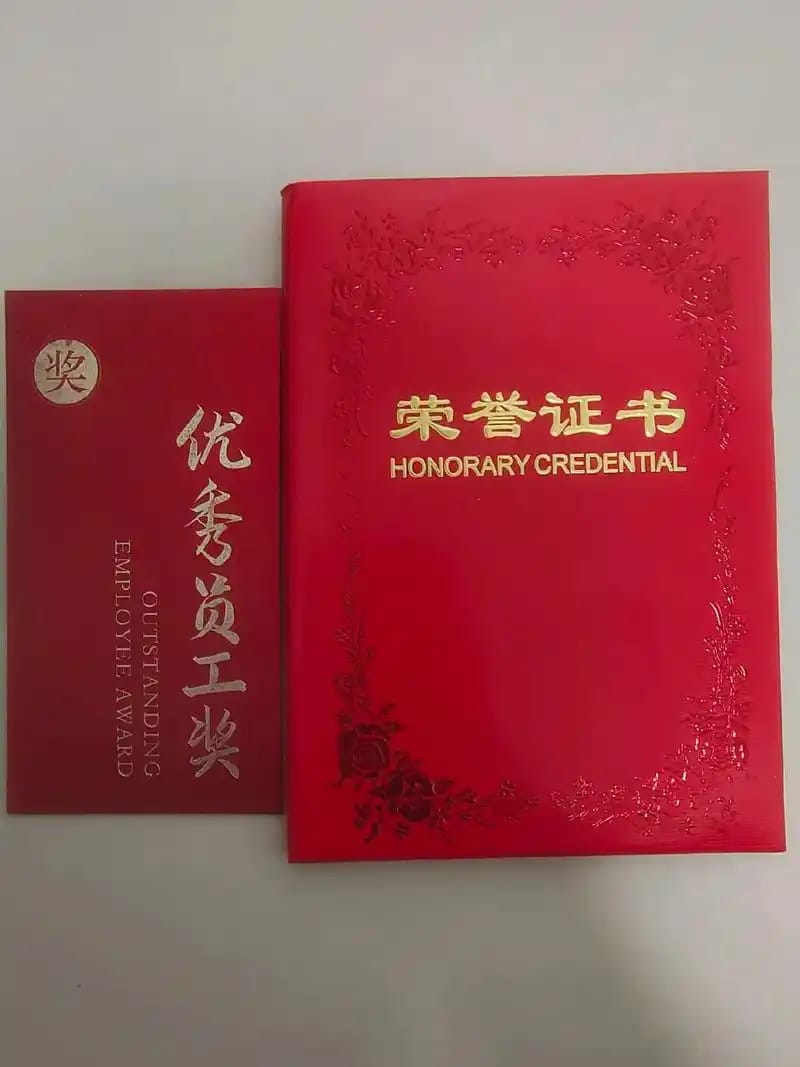 奖
优秀员工奖
OUTSTANDING
EMPLOYEE AWARD
荣誉证书
HONORARY CREDENTIAL